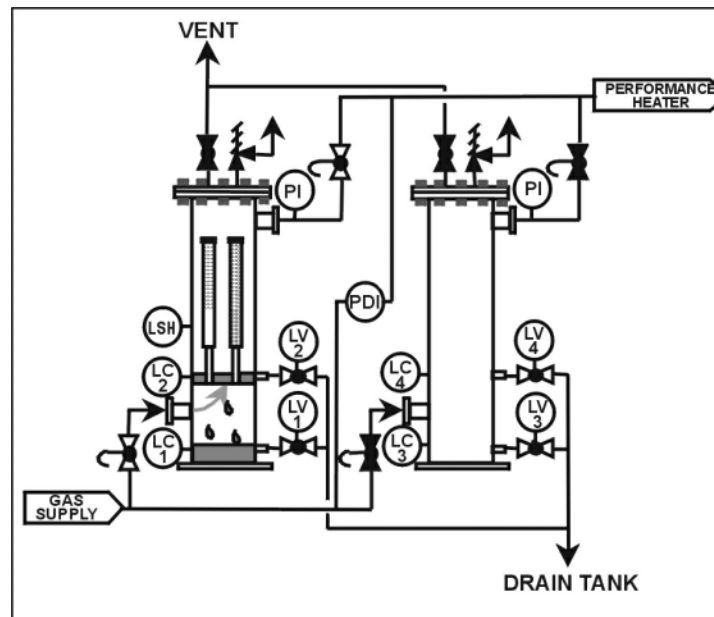 VENT
PERFORMANCE
HEATER
PI
PI
PDI
LSH
LV
2
LV
4
LC
2
LC
4
LV
1
LV
3
LC
1
LC
3
GAS
SUPPLY
DRAIN TANK